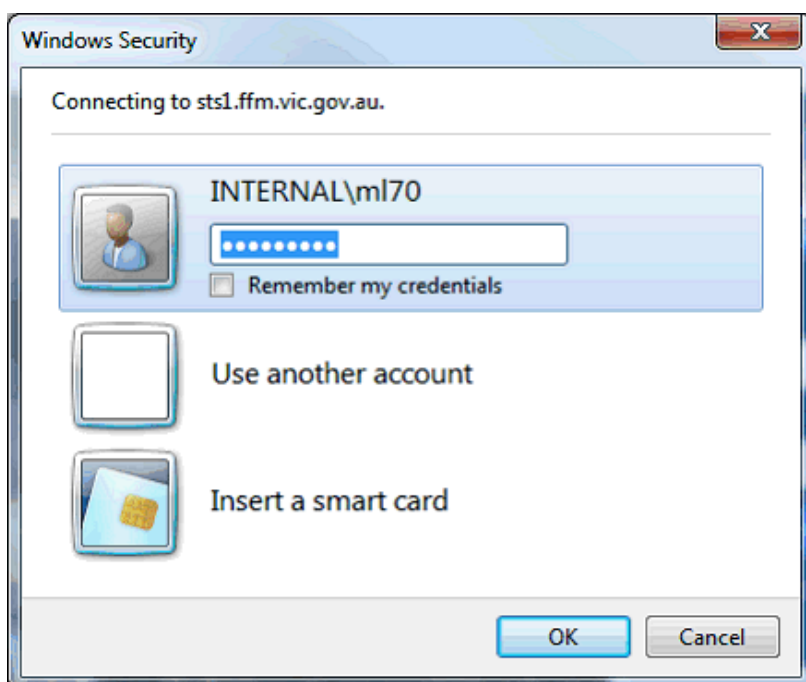 Windows Security
Connecting to sts1.ffm.vic.gov.au.
INTERNAL\ml70
•••••••••
Remember my credentials
Use another account
Insert a smart card
OK
Cancel